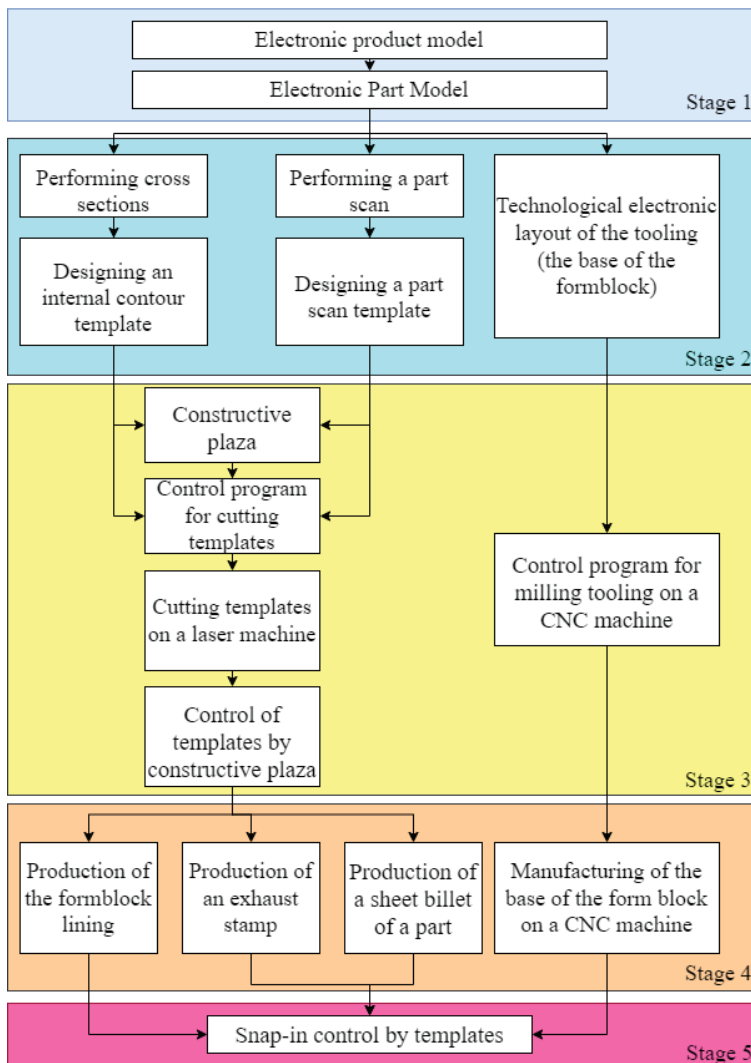 Electronic product model
Electronic Part Model
Stage 1
Performing cross
sections
Performing a part
scan
Technological electronic
layout of the tooling
(the base of the
formblock)
Designing an
internal contour
template
Designing a part
scan template
Stage 2
Constructive
plaza
Control program
for cutting
templates
Control program for
milling tooling on a
CNC machine
Cutting templates
on a laser machine
Control of
templates by
constructive plaza
Stage 3
Production of
the formblock
lining
Production of
an exhaust
stamp
Production of
a sheet billet
of a part
Manufacturing of the
base of the form block
on a CNC machine
Stage 4
Snap-in control by templates
Stage 5